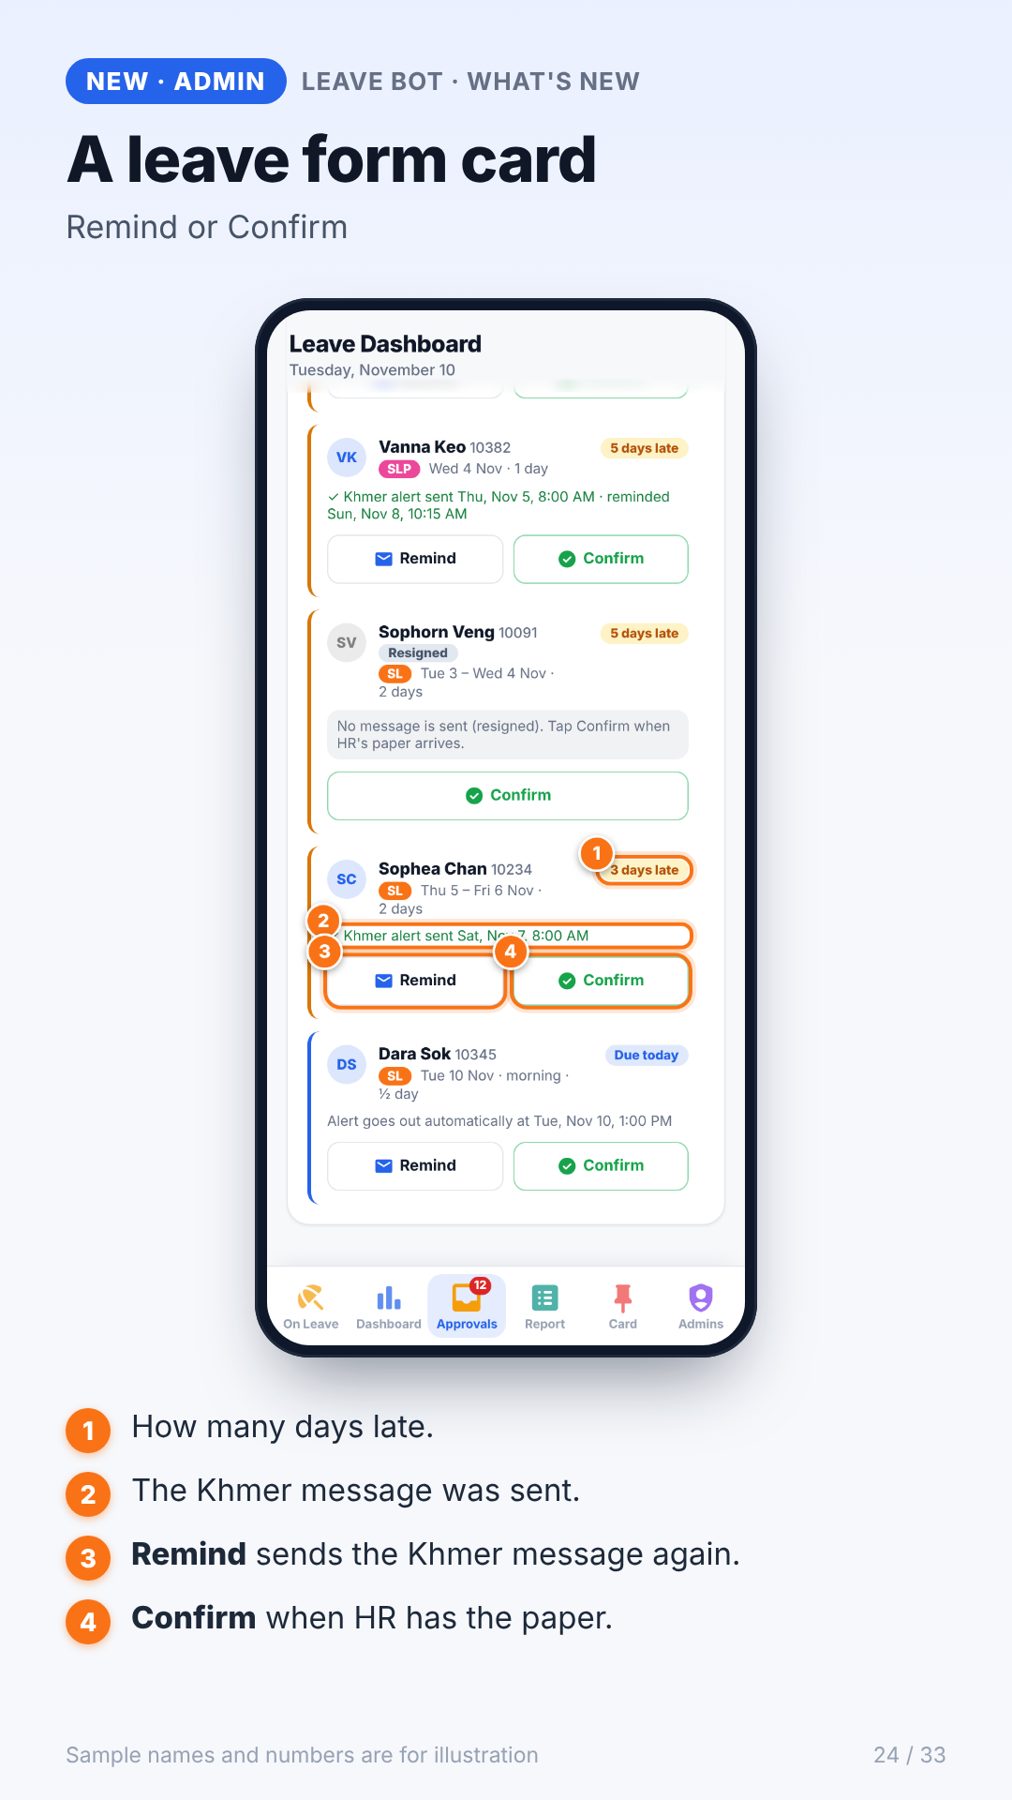 NEW · ADMIN LEAVE BOT · WHAT'S NEW
A leave form card
Remind or Confirm
Leave Dashboard
Tuesday, November 10
VK Vanna Keo 10382 5 days late
SLP Wed 4 Nov · 1 day
✓ Khmer alert sent Thu, Nov 5, 8:00 AM · reminded
Sun, Nov 8, 10:15 AM
Remind Confirm
SV Sophorn Veng 10091 5 days late
Resigned
SL Tue 3 – Wed 4 Nov ·
2 days
No message is sent (resigned). Tap Confirm when
HR's paper arrives.
Confirm
1
SC Sophea Chan 10234 3 days late
SL Thu 5 – Fri 6 Nov ·
2 days
2 Khmer alert sent Sat, Nov 7, 8:00 AM
3 4
Remind Confirm
DS Dara Sok 10345 Due today
SL Tue 10 Nov · morning ·
½ day
Alert goes out automatically at Tue, Nov 10, 1:00 PM
Remind Confirm
12
On Leave Dashboard Approvals Report Card Admins
1 How many days late.
2 The Khmer message was sent.
3 Remind sends the Khmer message again.
4 Confirm when HR has the paper.
Sample names and numbers are for illustration 24 / 33